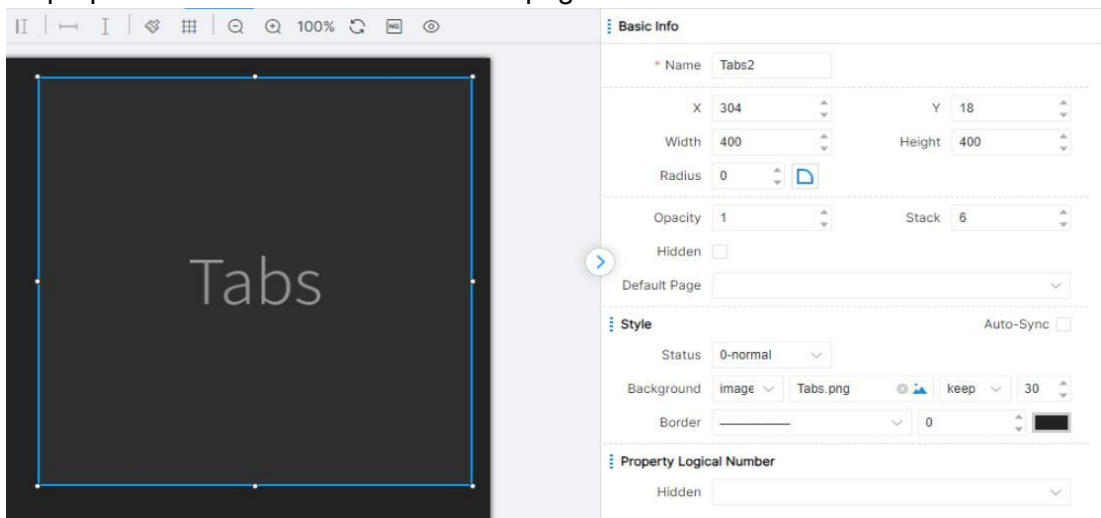 100% NO Basic Info
* Name Tabs2
X 304 Y 18
Width 400 Height 400
Radius 0
Opacity 1 Stack 6
Hidden
Tabs
Default Page
Style Auto-Sync
Status 0-normal
Background image Tabs.png keep 30
Border 0
Property Logical Number
Hidden